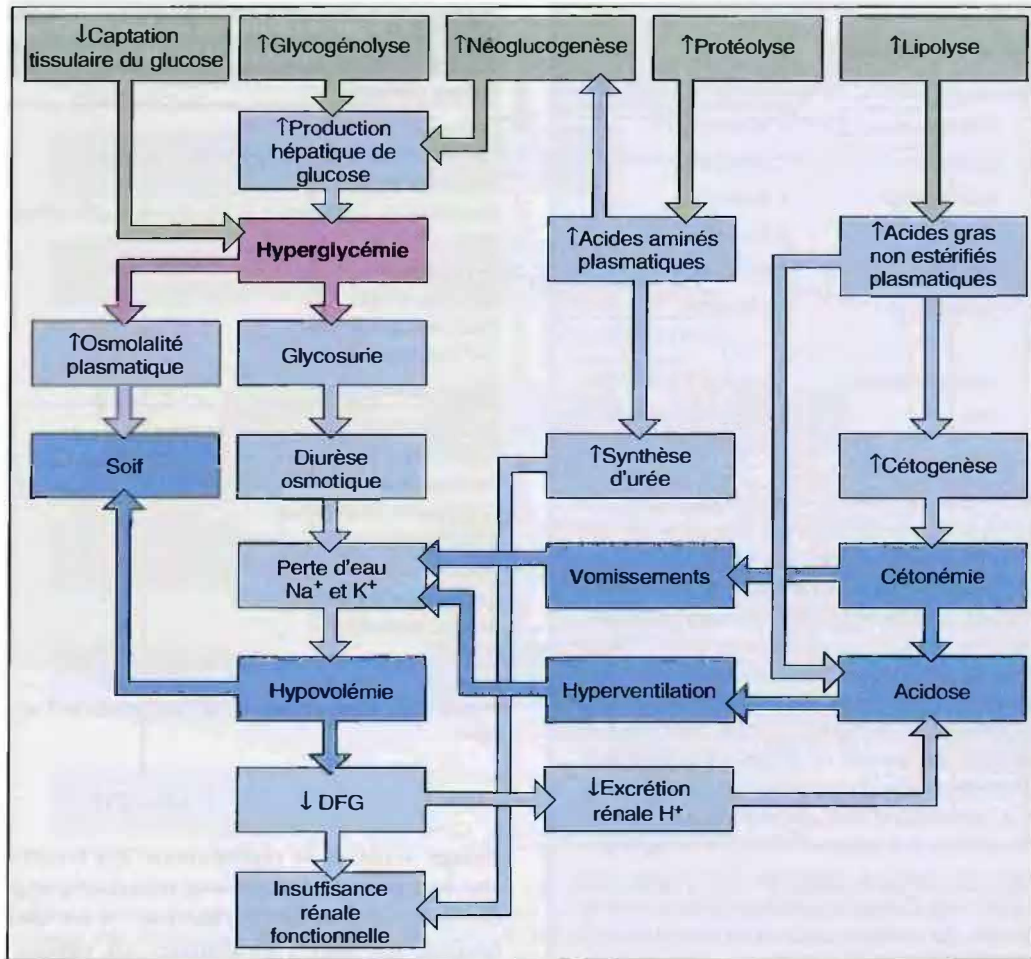 ↓Captation
tissulaire du glucose
↑Glycogénolyse
↑Néoglucogenèse
↑Protéolyse
↑Lipolyse
↑Production
hépatique de
glucose
Hyperglycémie
↑Acides aminés
plasmatiques
↑Acides gras
non estérifiés
plasmatiques
↑Osmolalité
plasmatique
Glycosurie
Soif
Diurèse
osmotique
↑Synthèse
d'urée
↑Cétogenèse
Perte d'eau
Na⁺ et K⁺
Vomissements
Cétonémie
Hypovolémie
Hyperventilation
Acidose
↓ DFG
↓Excrétion
rénale H⁺
Insuffisance
rénale
fonctionnelle